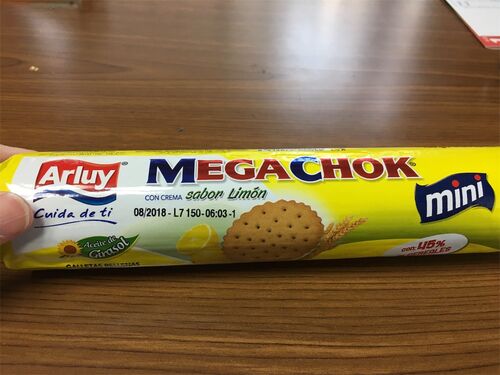 Arluy
Cuida de ti
MEGACHOK
CON CREMA sabor Limón
08/2018 - L7 150-06:03-1
mini
Aceite de
Girasol
GALLETAS RELLENAS
con: 45%
CEREALES